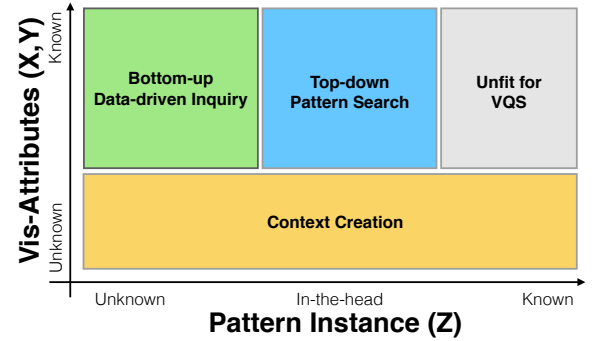 Vis-Attributes (X,Y)
Known
Unknown
Bottom-up
Data-driven Inquiry
Top-down
Pattern Search
Unfit for
VQS
Context Creation
Unknown
In-the-head
Known
Pattern Instance (Z)